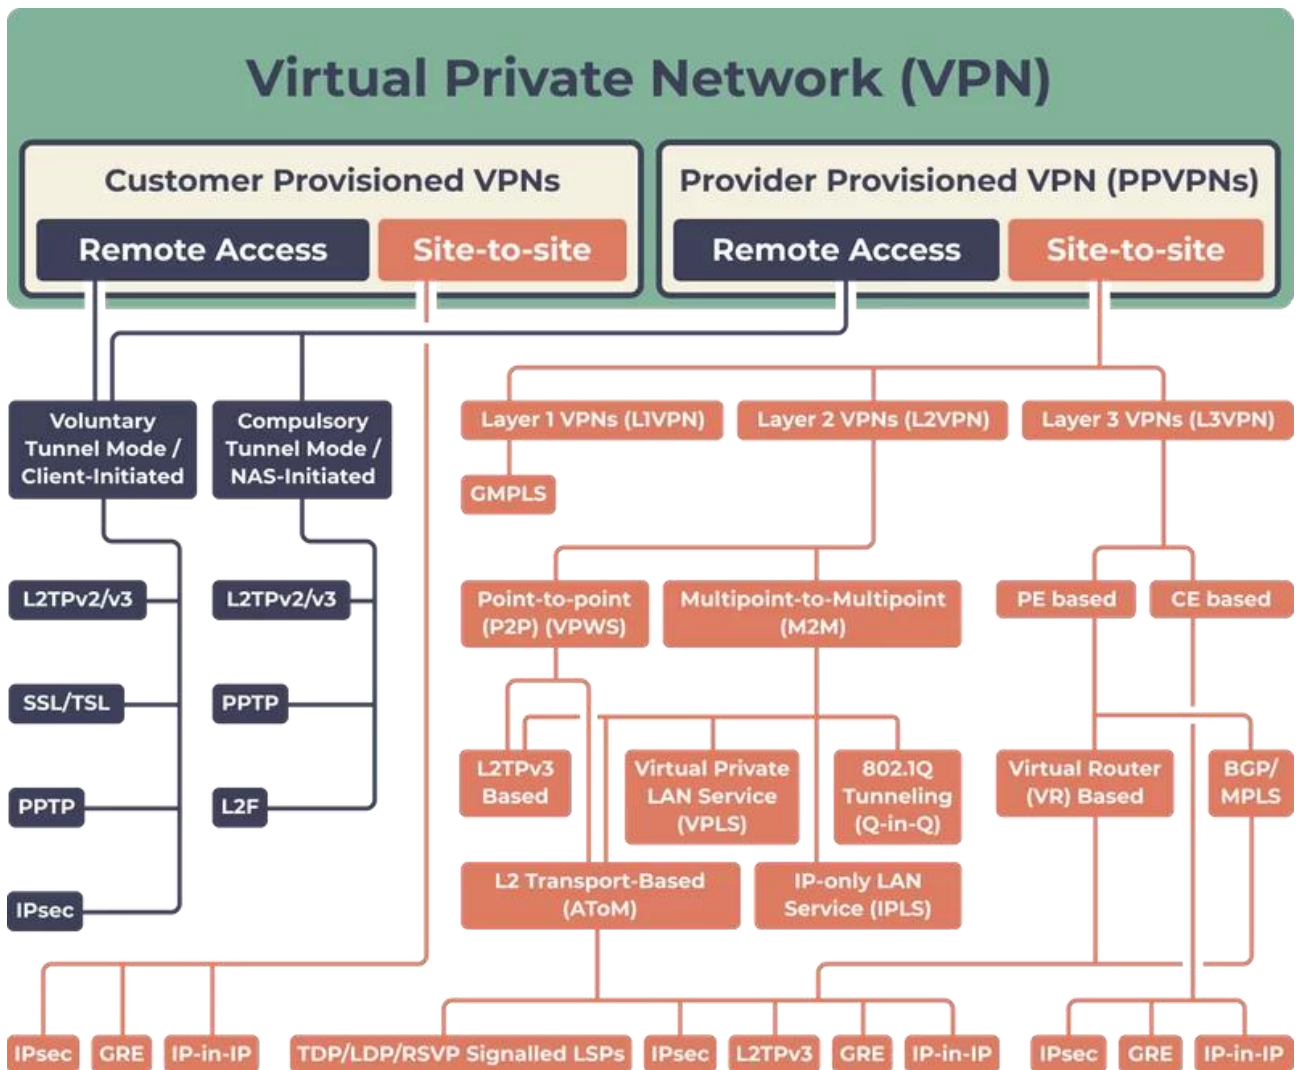 Virtual Private Network (VPN)
Customer Provisioned VPNs
Remote Access
Site-to-site
Provider Provisioned VPN (PPVPNs)
Remote Access
Site-to-site
Voluntary
Tunnel Mode /
Client-Initiated
Compulsory
Tunnel Mode /
NAS-Initiated
Layer 1 VPNs (L1VPN)
Layer 2 VPNs (L2VPN)
Layer 3 VPNs (L3VPN)
GMPLS
L2TPv2/v3
L2TPv2/v3
Point-to-point
(P2P) (VPWS)
Multipoint-to-Multipoint
(M2M)
PE based
CE based
SSL/TSL
PPTP
L2TPv3
Based
Virtual Private
LAN Service
(VPLS)
802.1Q
Tunneling
(Q-in-Q)
Virtual Router
(VR) Based
BGP/
MPLS
PPTP
L2F
L2 Transport-Based
(AToM)
IP-only LAN
Service (IPLS)
IPsec
IPsec
GRE
IP-in-IP
TDP/LDP/RSVP Signalled LSPs
IPsec
L2TPv3
GRE
IP-in-IP
IPsec
GRE
IP-in-IP